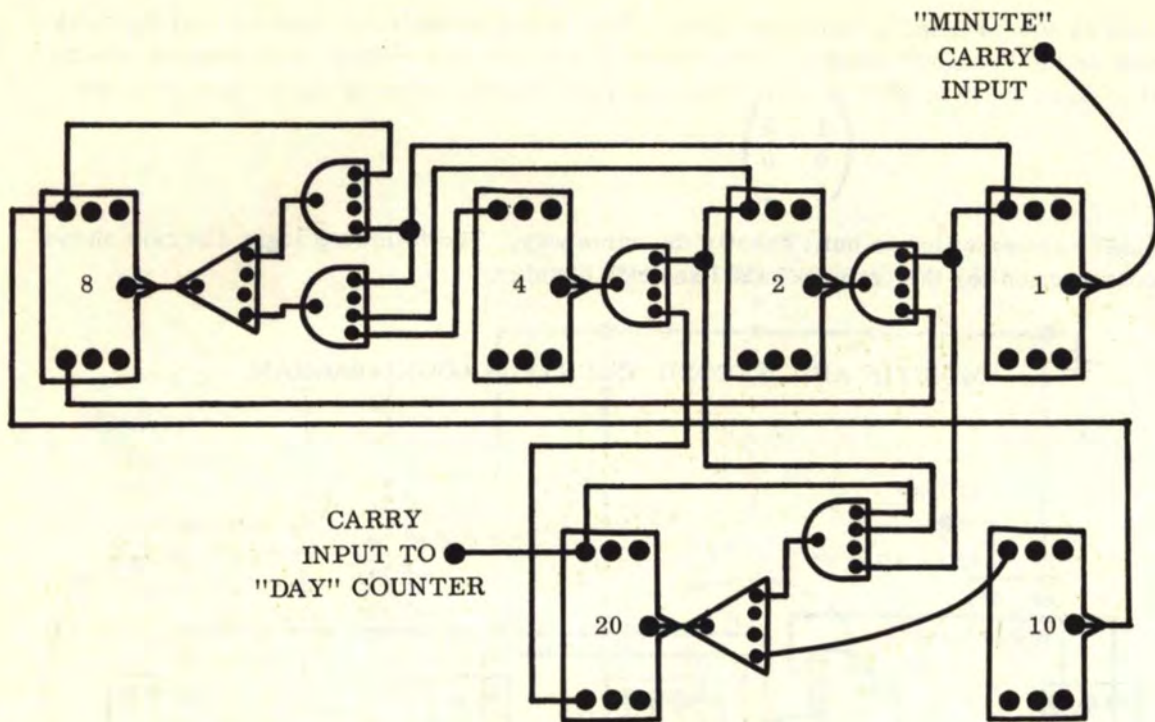 "MINUTE"
CARRY
INPUT
8
4
2
1
CARRY
INPUT TO
"DAY" COUNTER
20
10